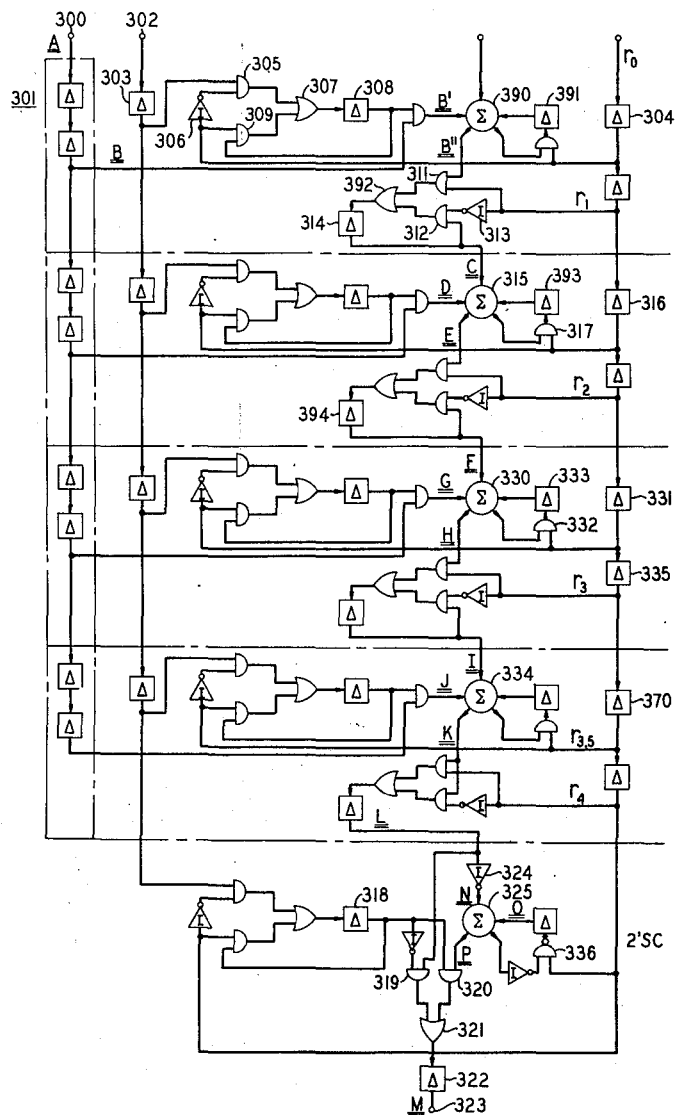 300 302
A r0
305
301 303 Δ Δ 307 308 390 391
306 I 309 Δ B' Σ Δ Δ 304
Δ B B"
392 311 Δ
314 Δ 312 I 313 r1
C
Δ Δ D 315 393
I Δ Σ Δ Δ 316
Δ E 317
Δ
394 Δ I r2
F
Δ G 330 333
Δ I Δ Σ Δ Δ 331
Δ H 332
Δ 335
Δ I r3
I
Δ Δ J 334
I Δ Σ Δ Δ 370
Δ K r3,5
Δ
Δ I r4
L
I 324
318 N 325 O
I Δ Σ Δ 2'SC
I P 336
319 320 I
321
Δ 322
M 323